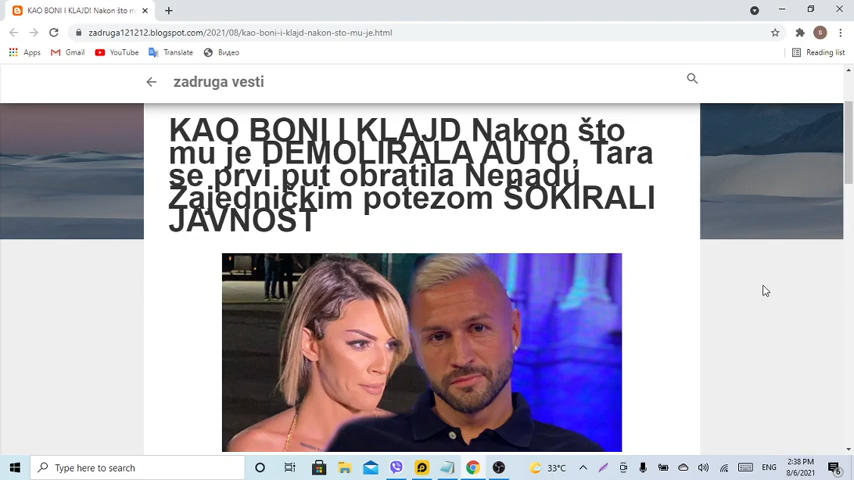 KAO BONI I KLAJD! Nakon što m
zadruga121212.blogspot.com/2021/08/kao-boni-i-klajd-nakon-sto-mu-je.html
Apps
Gmail
YouTube
Translate
Видео
Reading list
zadruga vesti
KAO BONI I KLAJD Nakon što
mu je DEMOLIRALA AUTO, Tara
se prvi put obratila Nenadu
Zajedničkim potezom ŠOKIRALI
JAVNOST
Type here to search
33°C
ENG
2:38 PM
8/6/2021
6